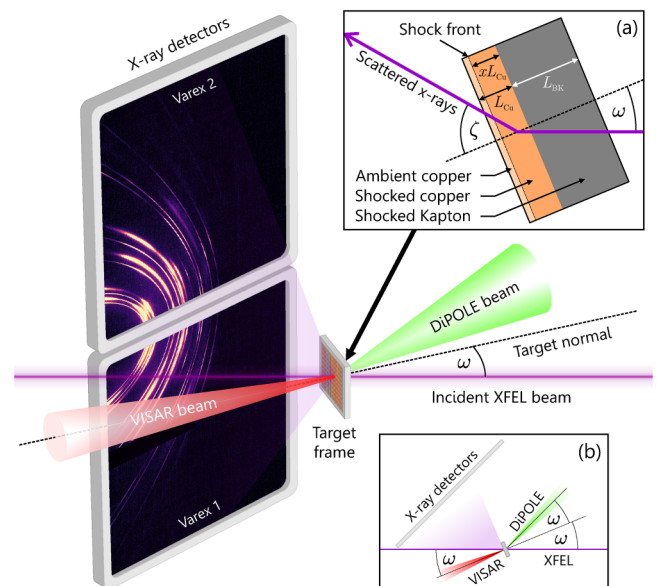 X-ray detectors
Varex 2
Varex 1
VISAR beam
Target
frame
DiPOLE beam
ω
Target normal
Incident XFEL beam
(a)
Shock front
Scattered x-rays
xL_Cu
L_Cu
L_BK
ζ
ω
Ambient copper
Shocked copper
Shocked Kapton
(b)
X-ray detectors
DiPOLE
ω
ω
ω
VISAR
XFEL